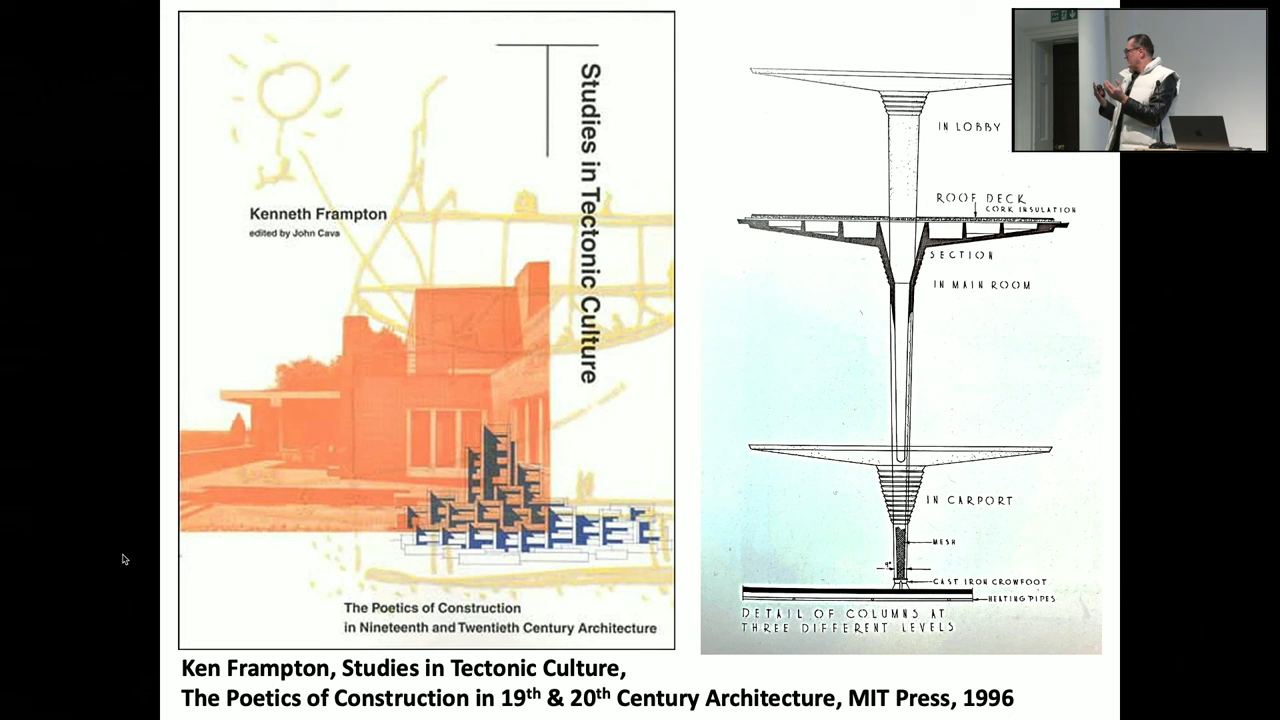 Studies in Tectonic Culture
Kenneth Frampton
edited by John Cava
The Poetics of Construction
in Nineteenth and Twentieth Century Architecture
IN LOBBY
ROOF DECK
CORK INSULATION
SECTION
IN MAIN ROOM
IN CARPORT
MESH
9"
CAST IRON CROWFOOT
HEATING PIPES
DETAIL OF COLUMNS AT
THREE DIFFERENT LEVELS
Ken Frampton, Studies in Tectonic Culture,
The Poetics of Construction in 19th & 20th Century Architecture, MIT Press, 1996